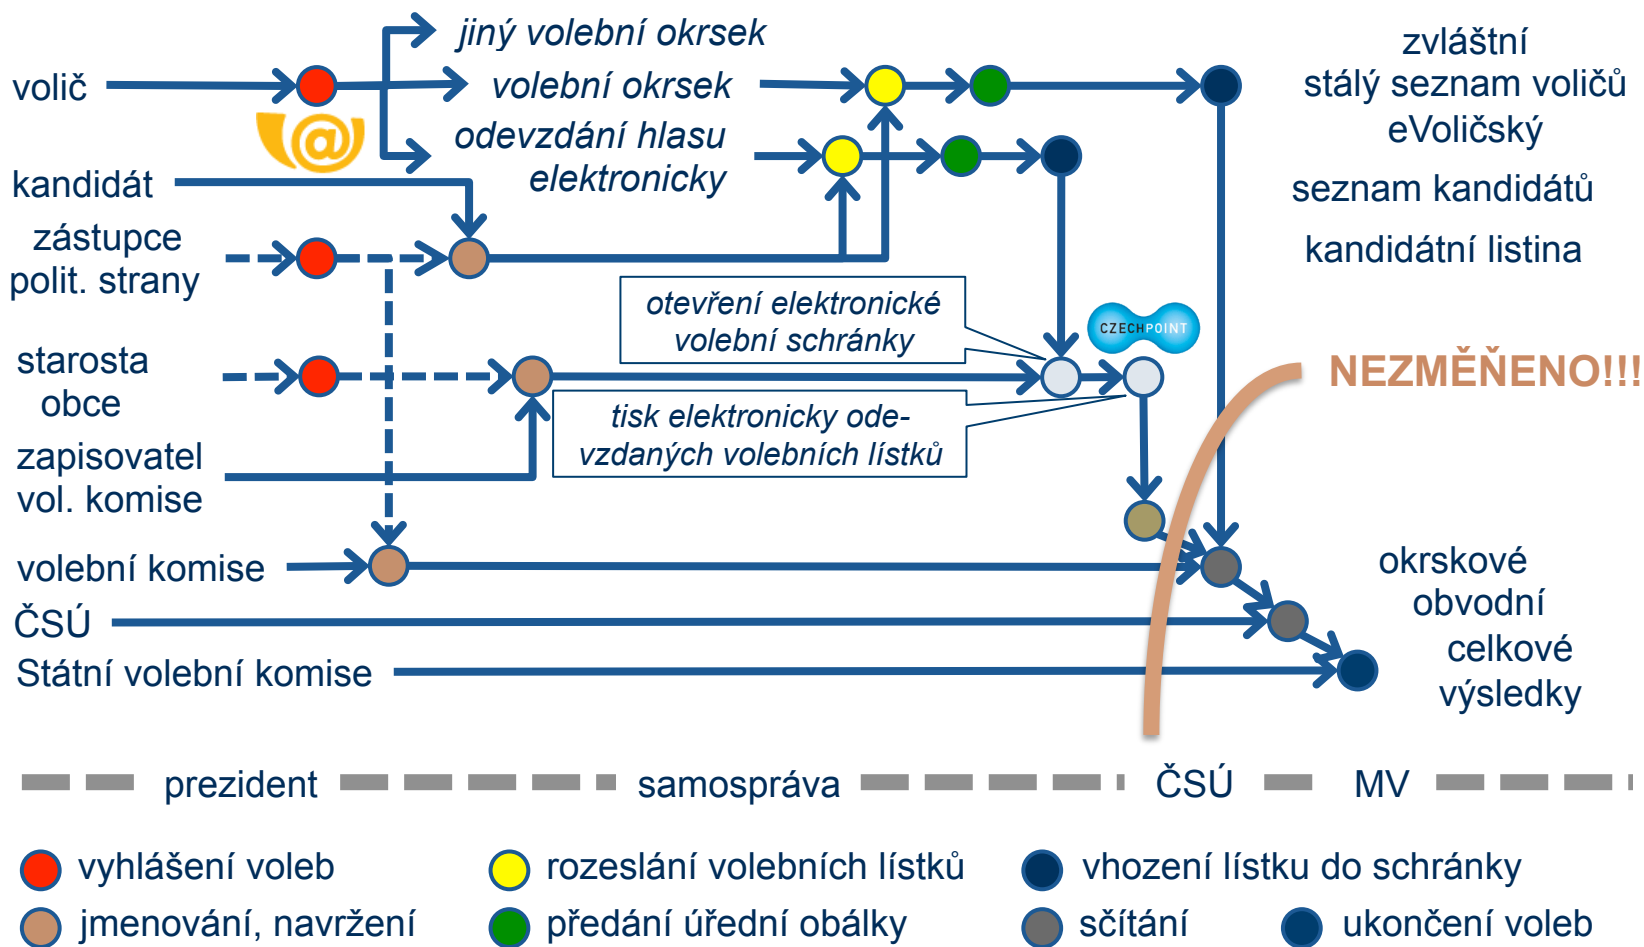 jiný volební okrsek
volič
volební okrsek
odevzdání hlasu
elektronicky
@
kandidát
zástupce
polit. strany
starosta
obce
zapisovatel
vol. komise
volební komise
ČSÚ
Státní volební komise
otevření elektronické
volební schránky
tisk elektronicky ode-
vzdaných volebních lístků
CZECHPOINT
zvláštní
stálý seznam voličů
eVoličský
seznam kandidátů
kandidátní listina
NEZMĚŇENO!!!
okrskové
obvodní
celkové
výsledky
prezident
samospráva
ČSÚ
MV
vyhlášení voleb
rozeslání volebních lístků
vhození lístku do schránky
jmenování, navržení
předání úřední obálky
sčítání
ukončení voleb